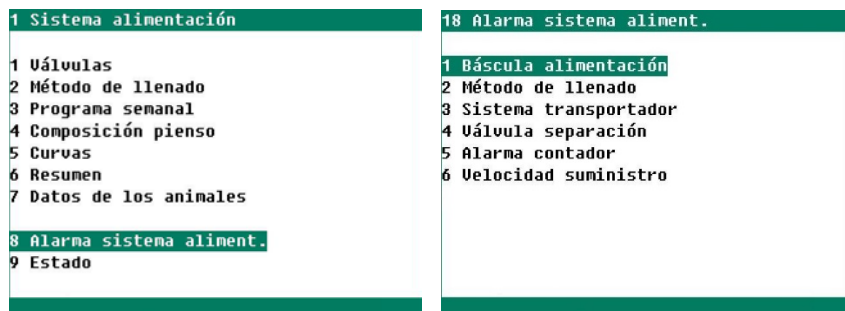 1 Sistema alimentación
1 Válvulas
2 Método de llenado
3 Programa semanal
4 Composición pienso
5 Curvas
6 Resumen
7 Datos de los animales
8 Alarma sistema aliment.
9 Estado
18 Alarma sistema aliment.
1 Báscula alimentación
2 Método de llenado
3 Sistema transportador
4 Válvula separación
5 Alarma contador
6 Velocidad suministro